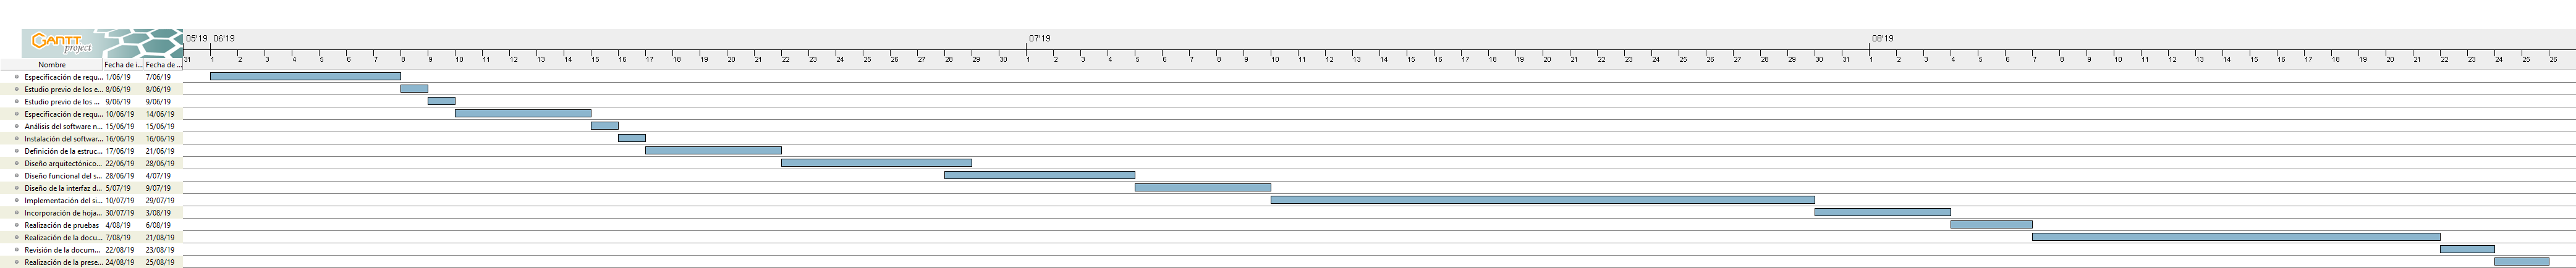 GANTT
project
05'19 06'19 07'19 08'19
Nombre Fecha de i... Fecha de ...
31 1 2 3 4 5 6 7 8 9 10 11 12 13 14 15 16 17 18 19 20 21 22 23 24 25 26 27 28 29 30 1 2 3 4 5 6 7 8 9 10 11 12 13 14 15 16 17 18 19 20 21 22 23 24 25 26 27 28 29 30 31 1 2 3 4 5 6 7 8 9 10 11 12 13 14 15 16 17 18 19 20 21 22 23 24 25 26
Especificación de requ... 1/06/19 7/06/19
Estudio previo de los e... 8/06/19 8/06/19
Estudio previo de los ... 9/06/19 9/06/19
Especificación de requ... 10/06/19 14/06/19
Análisis del software n... 15/06/19 15/06/19
Instalación del softwar... 16/06/19 16/06/19
Definición de la estruc... 17/06/19 21/06/19
Diseño arquitectónico... 22/06/19 28/06/19
Diseño funcional del s... 28/06/19 4/07/19
Diseño de la interfaz d... 5/07/19 9/07/19
Implementación del si... 10/07/19 29/07/19
Incorporación de hoja... 30/07/19 3/08/19
Realización de pruebas 4/08/19 6/08/19
Realización de la docu... 7/08/19 21/08/19
Revisión de la docum... 22/08/19 23/08/19
Realización de la prese... 24/08/19 25/08/19